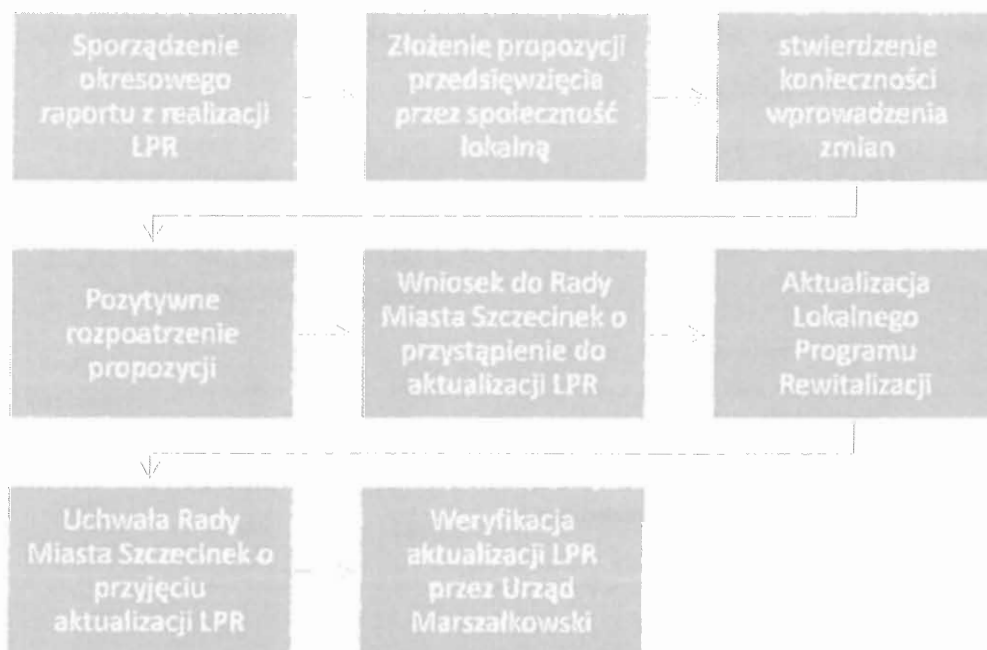 Sporządzenie
okresowego
raportu z realizacji
LPR
Złożenie propozycji
przedsięwzięcia
przez społeczność
lokalną
stwierdzenie
konieczności
wprowadzenia
zmian
Pozytywne
rozpoatrzenie
propozycji
Wniosek do Rady
Miasta Szczecinek o
przystąpienie do
aktualizacji LPR
Aktualizacja
Lokalnego
Programu
Rewitalizacji
Uchwała Rady
Miasta Szczecinek o
przyjęciu
aktualizacji LPR
Weryfikacja
aktualizacji LPR
przez Urząd
Marszałkowski